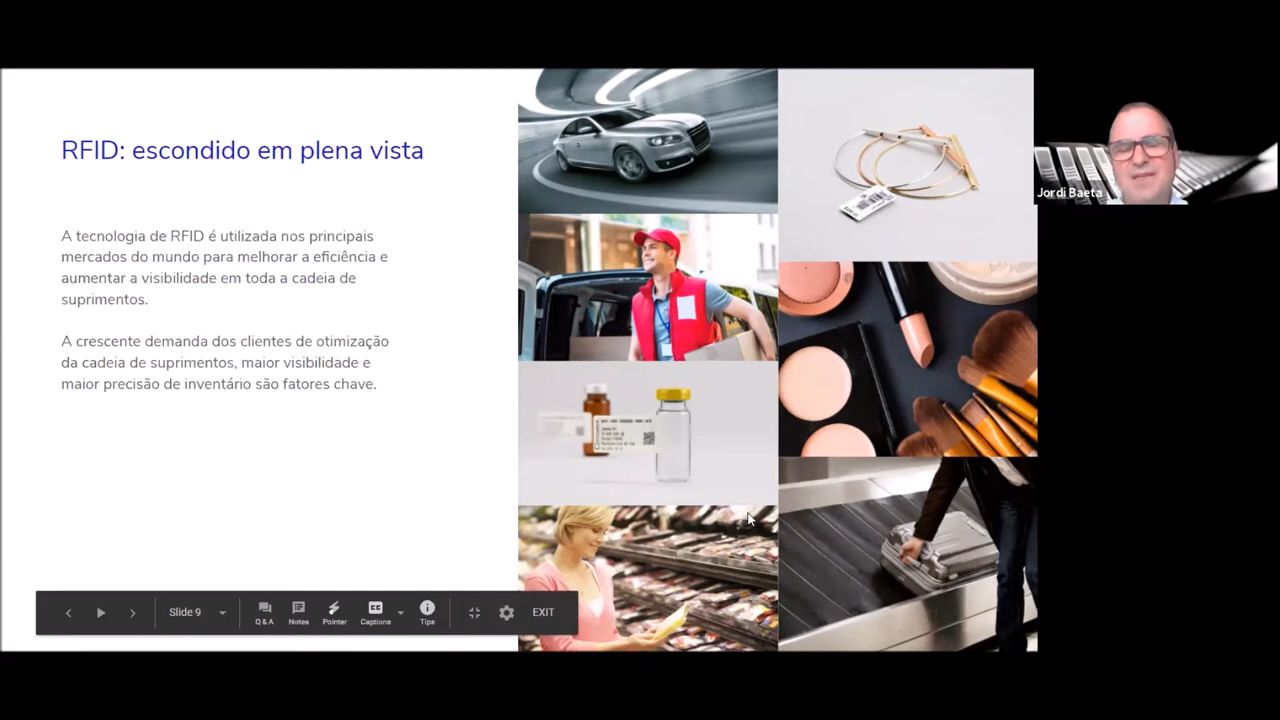 RFID: escondido em plena vista
A tecnologia de RFID é utilizada nos principais
mercados do mundo para melhorar a eficiência e
aumentar a visibilidade em toda a cadeia de
suprimentos.
A crescente demanda dos clientes de otimização
da cadeia de suprimentos, maior visibilidade e
maior precisão de inventário são fatores chave.
Slide 9
Q & A
Notes
Pointer
CC
Captions
Tips
EXIT
Jordi Baeta